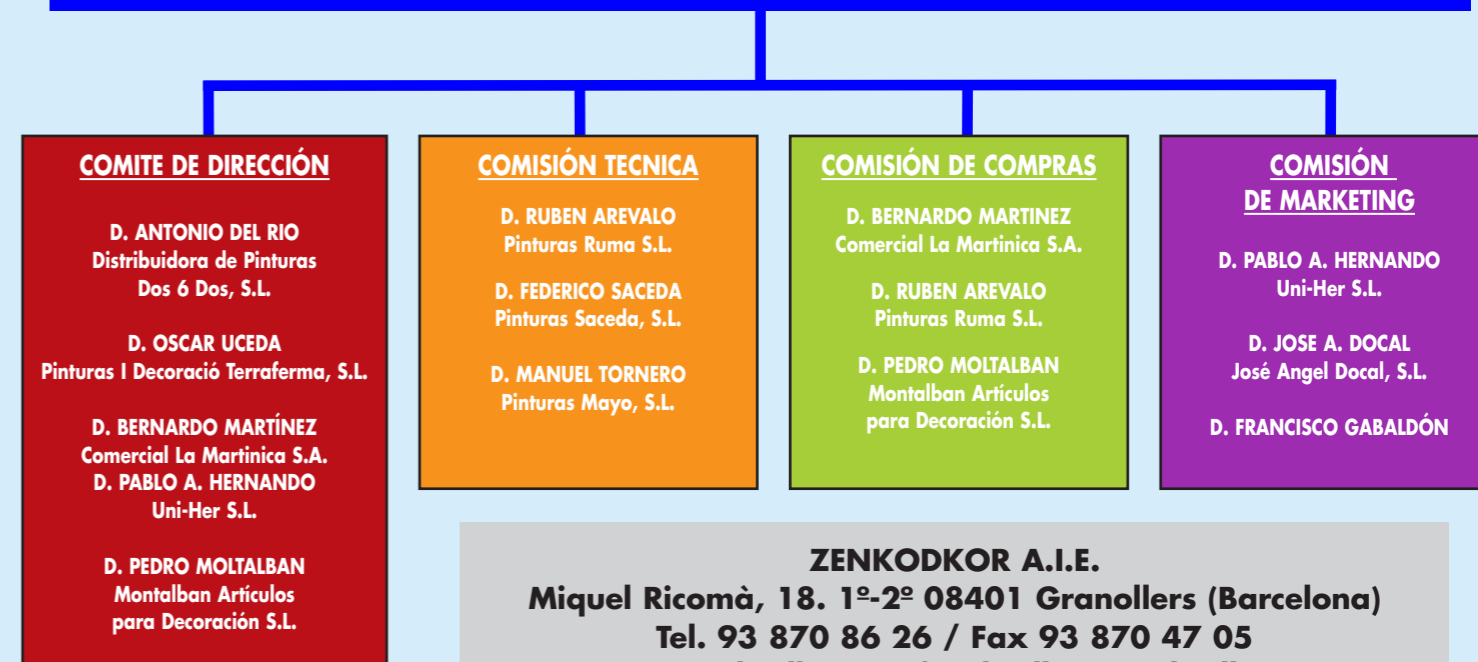 COMITE DE DIRECCIÓN
D. ANTONIO DEL RIO
Distribuidora de Pinturas
Dos 6 Dos, S.L.
D. OSCAR UCEDA
Pinturas I Decoració Terraferma, S.L.
D. BERNARDO MARTÍNEZ
Comercial La Martinica S.A.
D. PABLO A. HERNANDO
Uni-Her S.L.
D. PEDRO MOLTALBAN
Montalban Artículos
para Decoración S.L.
COMISIÓN TECNICA
D. RUBEN AREVALO
Pinturas Ruma S.L.
D. FEDERICO SACEDA
Pinturas Saceda, S.L.
D. MANUEL TORNERO
Pinturas Mayo, S.L.
COMISIÓN DE COMPRAS
D. BERNARDO MARTINEZ
Comercial La Martinica S.A.
D. RUBEN AREVALO
Pinturas Ruma S.L.
D. PEDRO MOLTALBAN
Montalban Artículos
para Decoración S.L.
COMISIÓN
DE MARKETING
D. PABLO A. HERNANDO
Uni-Her S.L.
D. JOSE A. DOCAL
José Angel Docal, S.L.
D. FRANCISCO GABALDÓN
ZENKODKOR A.I.E.
Miquel Ricomà, 18. 1º-2º 08401 Granollers (Barcelona)
Tel. 93 870 86 26 / Fax 93 870 47 05